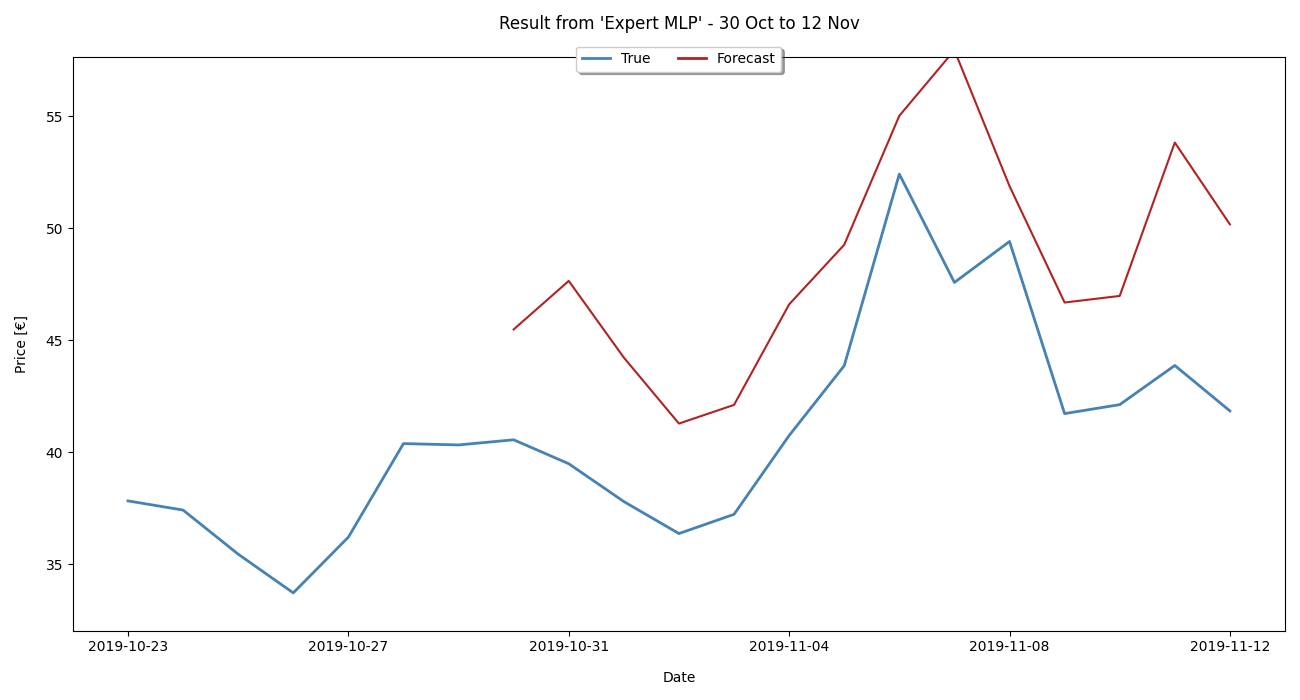 Result from 'Expert MLP' - 30 Oct to 12 Nov
True Forecast
55
50
45
40
35
Price [€]
2019-10-23 2019-10-27 2019-10-31 2019-11-04 2019-11-08 2019-11-12
Date